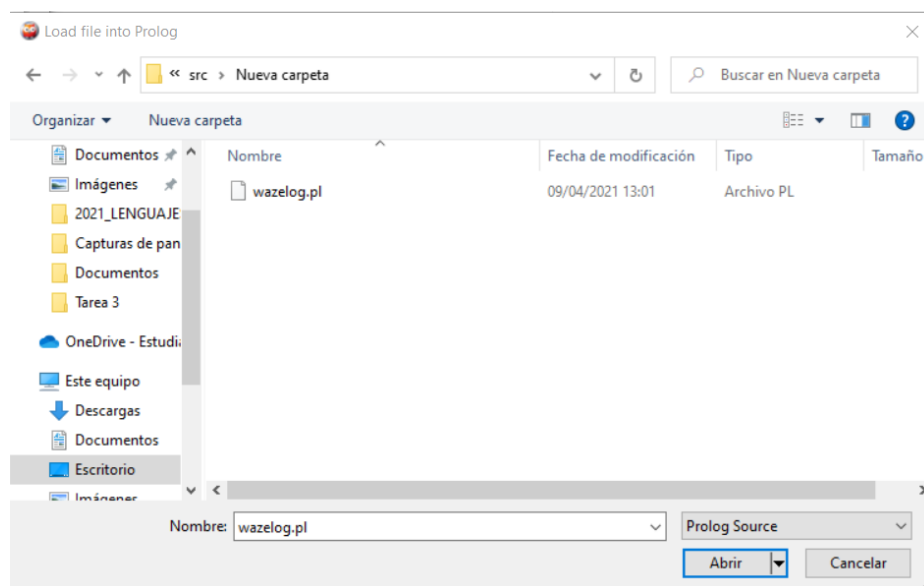 Load file into Prolog
« src › Nueva carpeta
Buscar en Nueva carpeta
Organizar
Nueva carpeta
Nombre
Fecha de modificación
Tipo
Tamaño
wazelog.pl
09/04/2021 13:01
Archivo PL
Documentos
Imágenes
2021_LENGUAJE
Capturas de pan
Documentos
Tarea 3
OneDrive - Estudi
Este equipo
Descargas
Documentos
Escritorio
Imágenes
Nombre: wazelog.pl
Prolog Source
Abrir
Cancelar